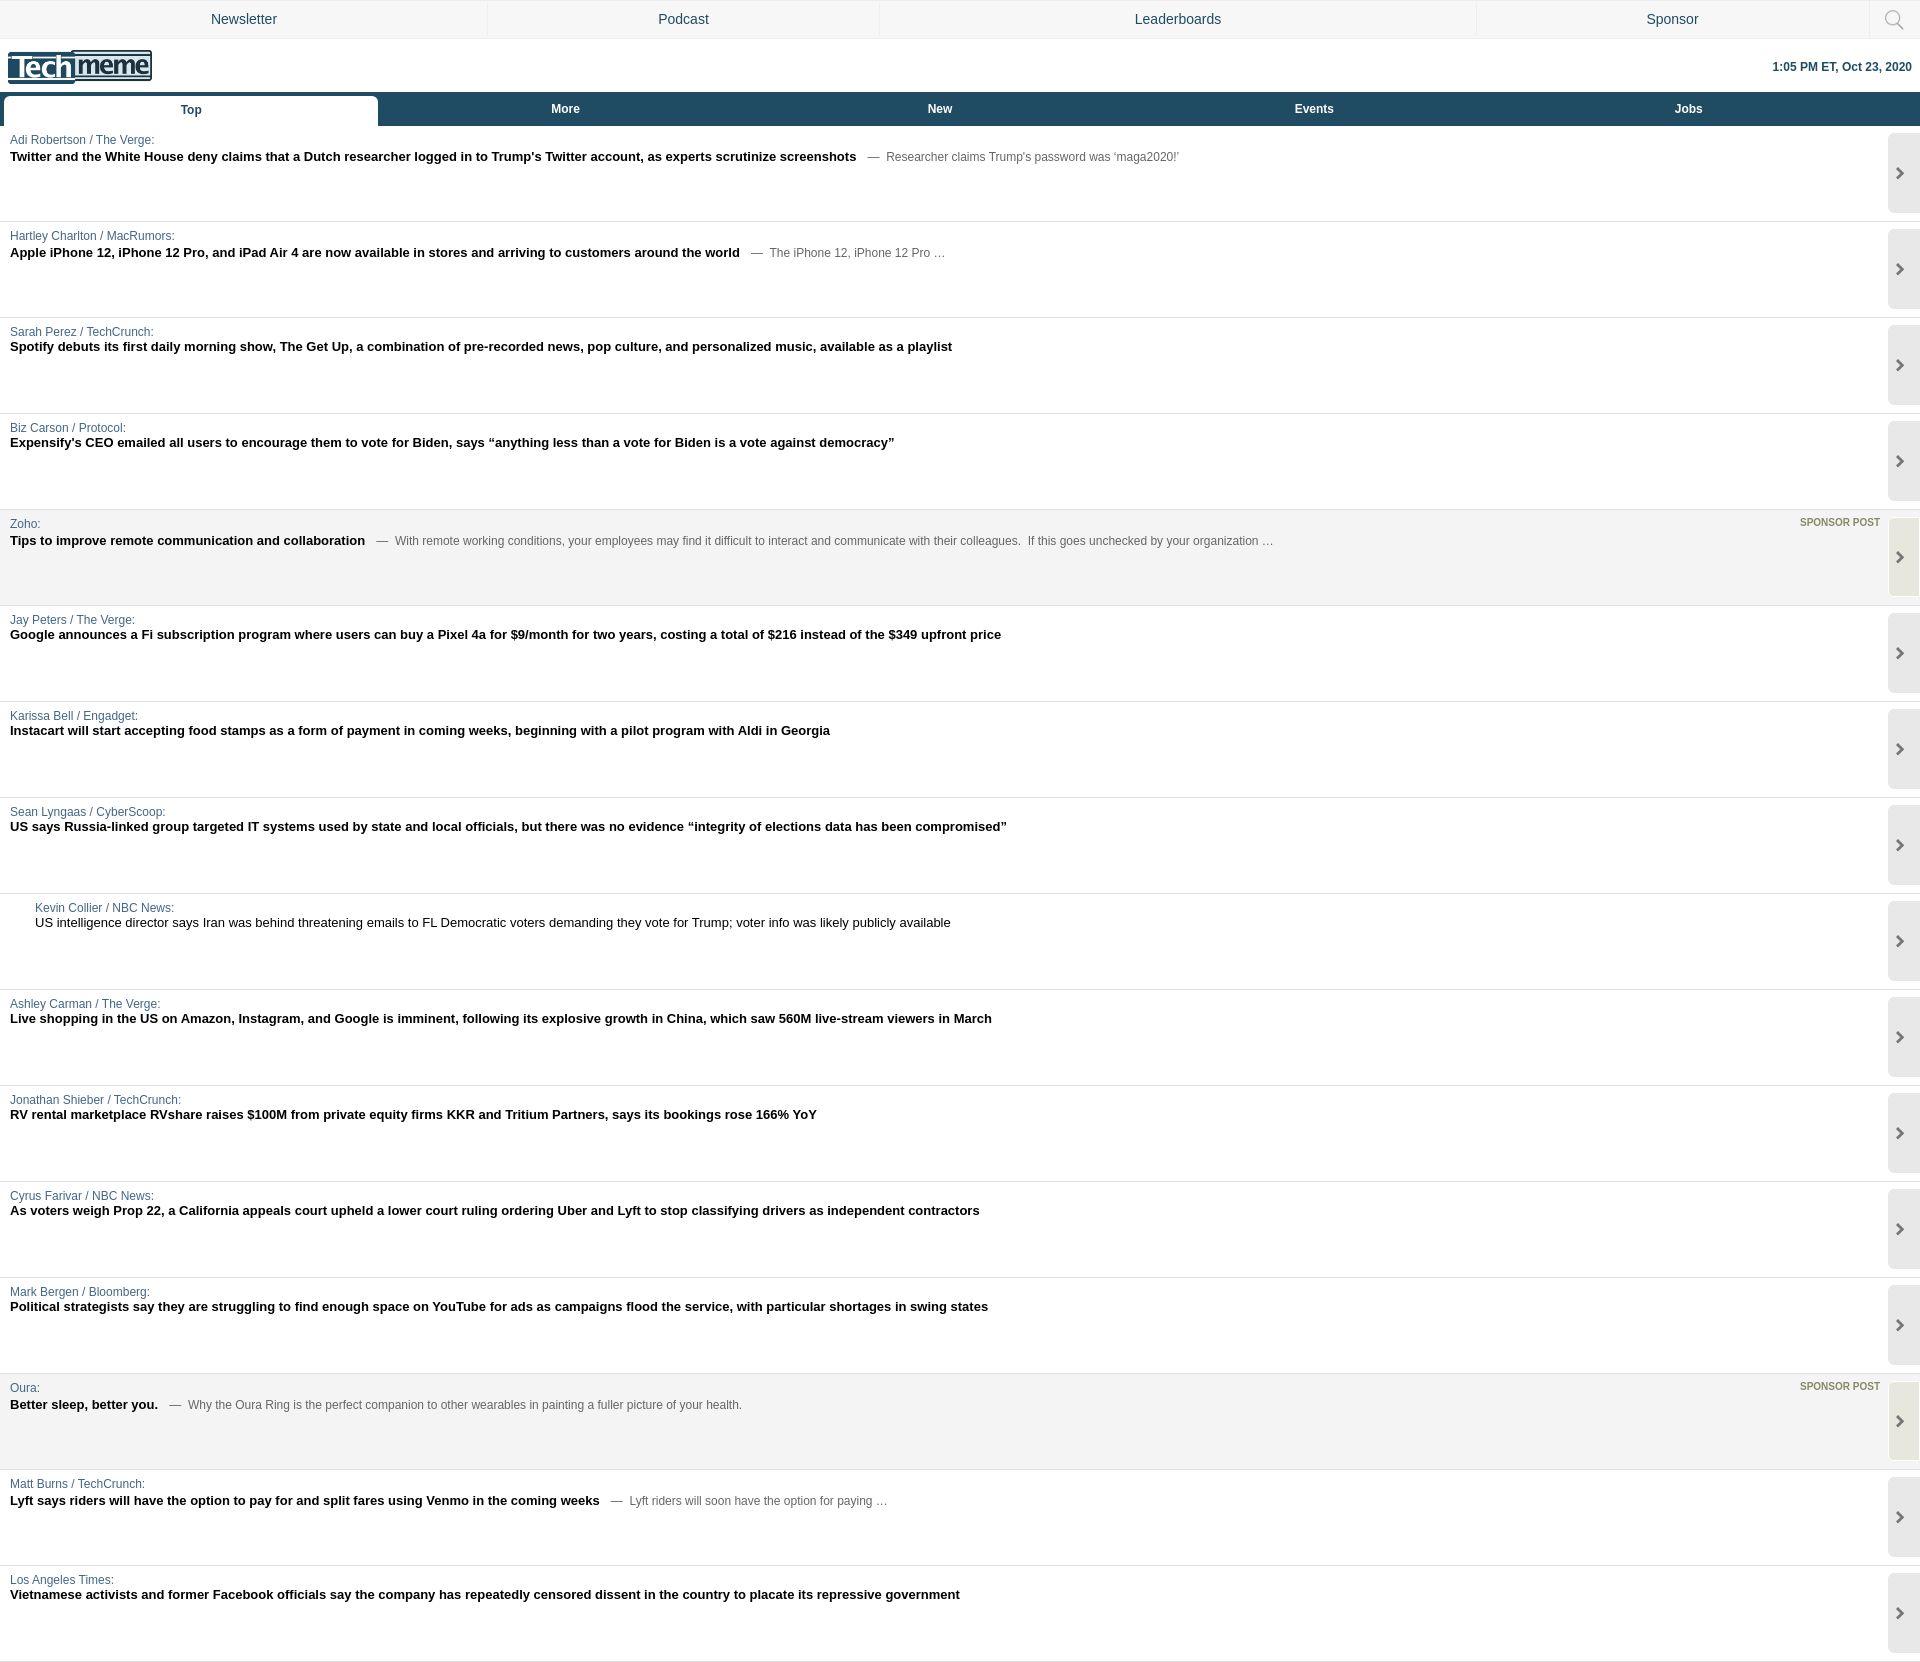 Newsletter
Podcast
Leaderboards
Sponsor
Techmeme
1:05 PM ET, Oct 23, 2020
Top
More
New
Events
Jobs
Adi Robertson / The Verge:
Twitter and the White House deny claims that a Dutch researcher logged in to Trump's Twitter account, as experts scrutinize screenshots — Researcher claims Trump's password was ‘maga2020!’
Hartley Charlton / MacRumors:
Apple iPhone 12, iPhone 12 Pro, and iPad Air 4 are now available in stores and arriving to customers around the world — The iPhone 12, iPhone 12 Pro …
Sarah Perez / TechCrunch:
Spotify debuts its first daily morning show, The Get Up, a combination of pre-recorded news, pop culture, and personalized music, available as a playlist
Biz Carson / Protocol:
Expensify's CEO emailed all users to encourage them to vote for Biden, says “anything less than a vote for Biden is a vote against democracy”
Zoho:
SPONSOR POST
Tips to improve remote communication and collaboration — With remote working conditions, your employees may find it difficult to interact and communicate with their colleagues. If this goes unchecked by your organization …
Jay Peters / The Verge:
Google announces a Fi subscription program where users can buy a Pixel 4a for $9/month for two years, costing a total of $216 instead of the $349 upfront price
Karissa Bell / Engadget:
Instacart will start accepting food stamps as a form of payment in coming weeks, beginning with a pilot program with Aldi in Georgia
Sean Lyngaas / CyberScoop:
US says Russia-linked group targeted IT systems used by state and local officials, but there was no evidence “integrity of elections data has been compromised”
Kevin Collier / NBC News:
US intelligence director says Iran was behind threatening emails to FL Democratic voters demanding they vote for Trump; voter info was likely publicly available
Ashley Carman / The Verge:
Live shopping in the US on Amazon, Instagram, and Google is imminent, following its explosive growth in China, which saw 560M live-stream viewers in March
Jonathan Shieber / TechCrunch:
RV rental marketplace RVshare raises $100M from private equity firms KKR and Tritium Partners, says its bookings rose 166% YoY
Cyrus Farivar / NBC News:
As voters weigh Prop 22, a California appeals court upheld a lower court ruling ordering Uber and Lyft to stop classifying drivers as independent contractors
Mark Bergen / Bloomberg:
Political strategists say they are struggling to find enough space on YouTube for ads as campaigns flood the service, with particular shortages in swing states
Oura:
SPONSOR POST
Better sleep, better you. — Why the Oura Ring is the perfect companion to other wearables in painting a fuller picture of your health.
Matt Burns / TechCrunch:
Lyft says riders will have the option to pay for and split fares using Venmo in the coming weeks — Lyft riders will soon have the option for paying …
Los Angeles Times:
Vietnamese activists and former Facebook officials say the company has repeatedly censored dissent in the country to placate its repressive government